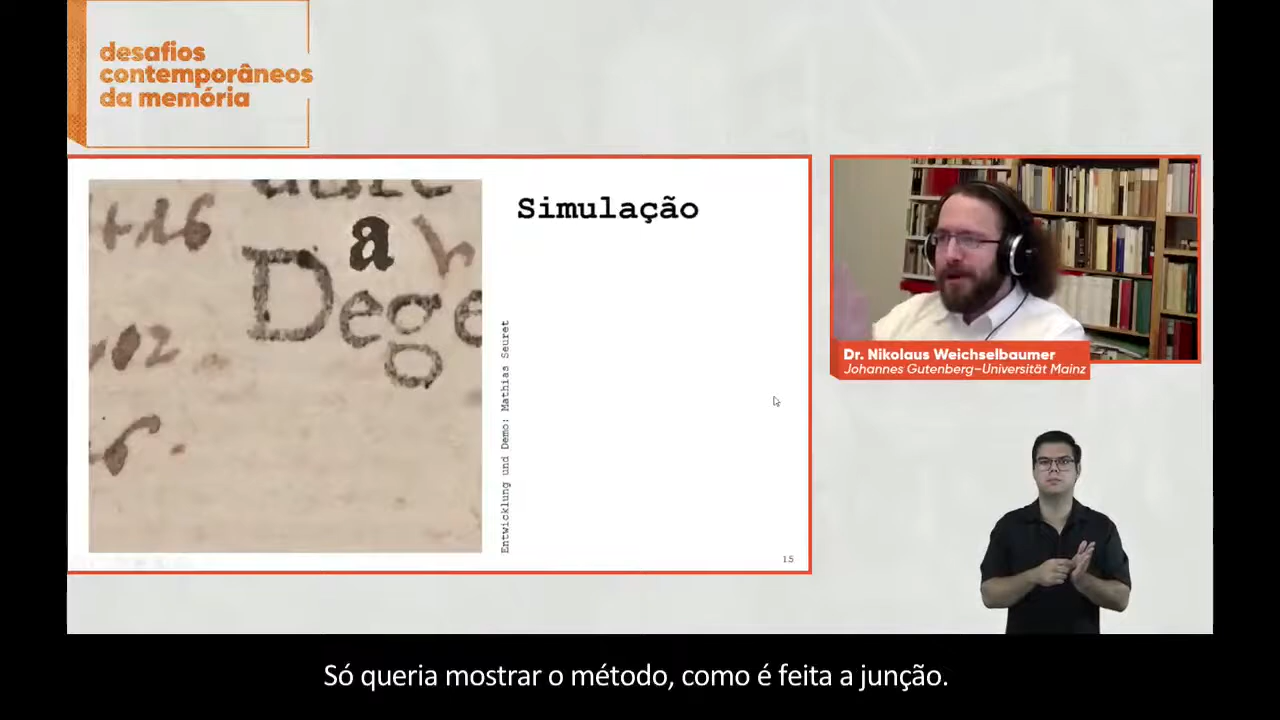 desafios
contemporâneos
da memória
+16
a
Dege
Simulação
Entwicklung und Demo: Mathias Seuret
15
Dr. Nikolaus Weichselbaumer
Johannes Gutenberg–Universität Mainz
Só queria mostrar o método, como é feita a junção.